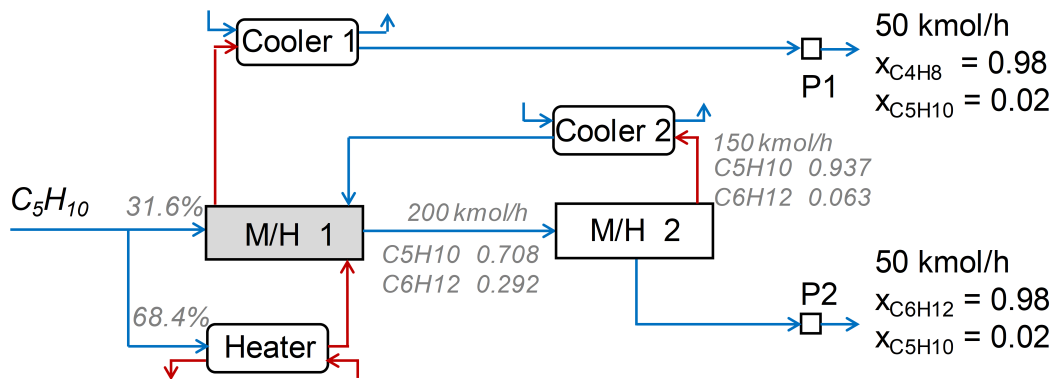 Cooler 1
50 kmol/h
xC4H8 = 0.98
xC5H10 = 0.02
P1
Cooler 2
150 kmol/h
C5H10 0.937
C6H12 0.063
C5H10
31.6%
M/H 1
200 kmol/h
C5H10 0.708
C6H12 0.292
M/H 2
68.4%
Heater
P2
50 kmol/h
xC6H12 = 0.98
xC5H10 = 0.02